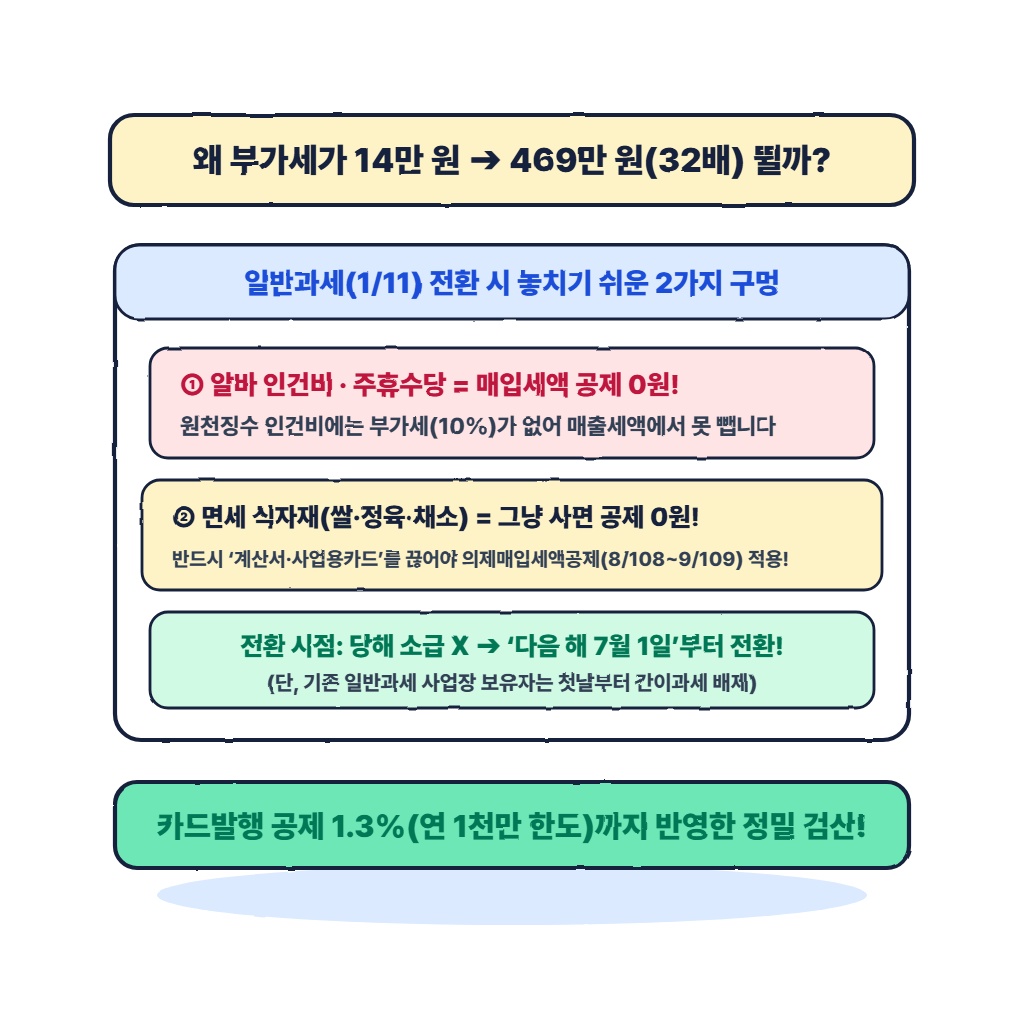 왜 부가세가 14만 원 → 469만 원(32배) 뛸까?
일반과세(1/11) 전환 시 놓치기 쉬운 2가지 구멍
① 알바 인건비 · 주휴수당 = 매입세액 공제 0원!
원천징수 인건비에는 부가세(10%)가 없어 매출세액에서 못 뺍니다
② 면세 식자재(쌀·정육·채소) = 그냥 사면 공제 0원!
반드시 ‘계산서·사업용카드’를 끊어야 의제매입세액공제(8/108~9/109) 적용!
전환 시점: 당해 소급 X → ‘다음 해 7월 1일’부터 전환!
(단, 기존 일반과세 사업장 보유자는 첫날부터 간이과세 배제)
카드발행 공제 1.3%(연 1천만 한도)까지 반영한 정밀 검산!